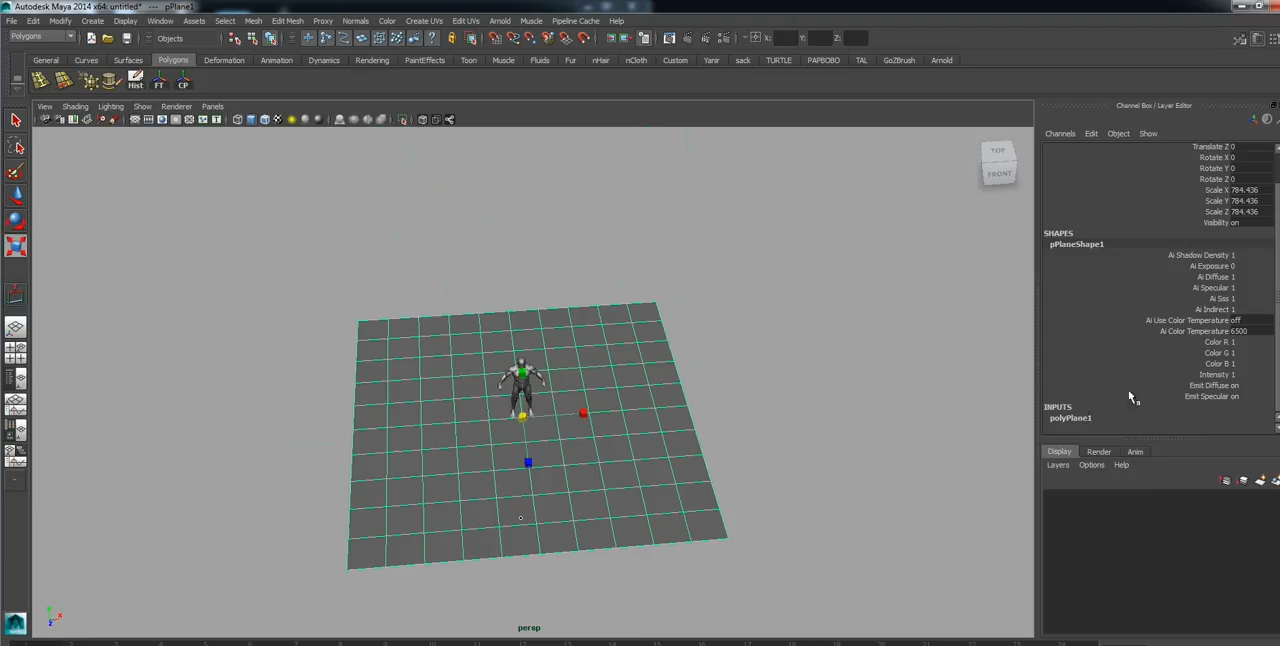 Autodesk Maya 2014 x64: untitled* --- pPlane1
File Edit Modify Create Display Window Assets Select Mesh Edit Mesh Proxy Normals Color Create UVs Edit UVs Arnold Muscle Pipeline Cache Help
Polygons Objects X: Y: Z:
General Curves Surfaces Polygons Deformation Animation Dynamics Rendering PaintEffects Toon Muscle Fluids Fur nHair nCloth Custom Yanir sack TURTLE PAPBOBO TAL GoZBrush Arnold
Hist FT CP
View Shading Lighting Show Renderer Panels
Channel Box / Layer Editor
Channels Edit Object Show
TOP
FRONT
Translate Z 0
Rotate X 0
Rotate Y 0
Rotate Z 0
Scale X 784.436
Scale Y 784.436
Scale Z 784.436
Visibility on
SHAPES
pPlaneShape1
Ai Shadow Density 1
Ai Exposure 0
Ai Diffuse 1
Ai Specular 1
Ai Sss 1
Ai Indirect 1
Ai Use Color Temperature off
Ai Color Temperature 6500
Color R 1
Color G 1
Color B 1
Intensity 1
Emit Diffuse on
Emit Specular on
INPUTS
polyPlane1
Display Render Anim
Layers Options Help
persp